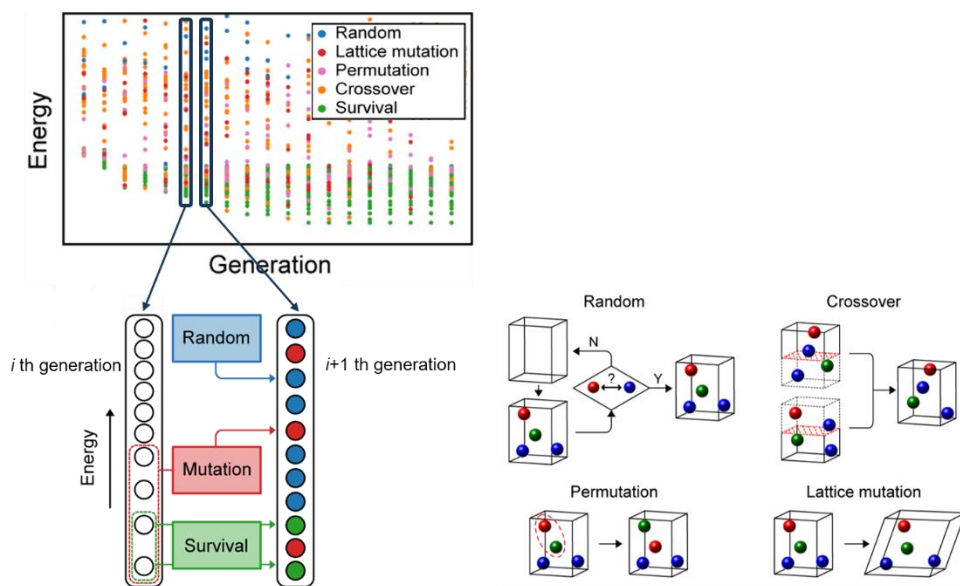 Random
Lattice mutation
Permutation
Crossover
Survival
Energy
Generation
i th generation
Random
i+1 th generation
Energy
Mutation
Survival
Random
Crossover
N
?
Y
Permutation
Lattice mutation